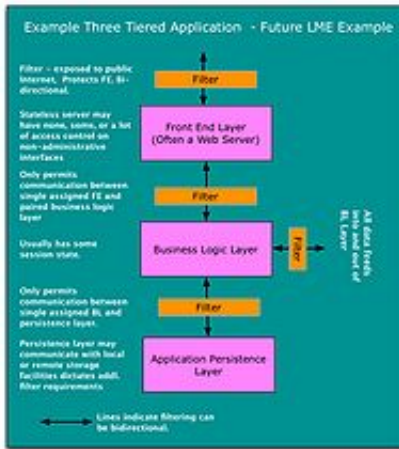 Example Three Tiered Application - Future LME Example
Filter - exposed to public
Internet, Protects FE, Bi-
directional.
Filter
Stateless server may
have none, some, or a lot
of access control on
non-administrative
interfaces
Front End Layer
(Often a Web Server)
Only permits
communication between
single assigned FE and
paired business logic
layer
Filter
Usually has some
session state.
Business Logic Layer
Filter
All data feeds
into and out of
BL Layer
Only permits
communication between
single assigned BL and
persistence layer.
Filter
Persistence layer may
communicate with local
or remote storage
facilities dictates addl.
filter requirements
Application Persistence
Layer
Lines indicate filtering can
be bidirectional.